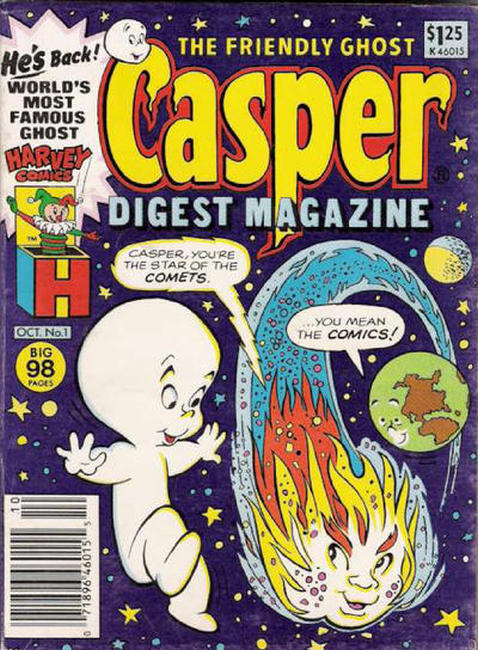 He's Back!
WORLD'S
MOST
FAMOUS
GHOST
HARVEY
COMICS
TM
H
THE FRIENDLY GHOST
$1.25
K 46015
Casper
®
DIGEST MAGAZINE
OCT. No.1
BIG
98
PAGES
CASPER, YOU'RE
THE STAR OF THE
COMETS.
...YOU MEAN
THE COMICS!
10
0 71896 46015 5